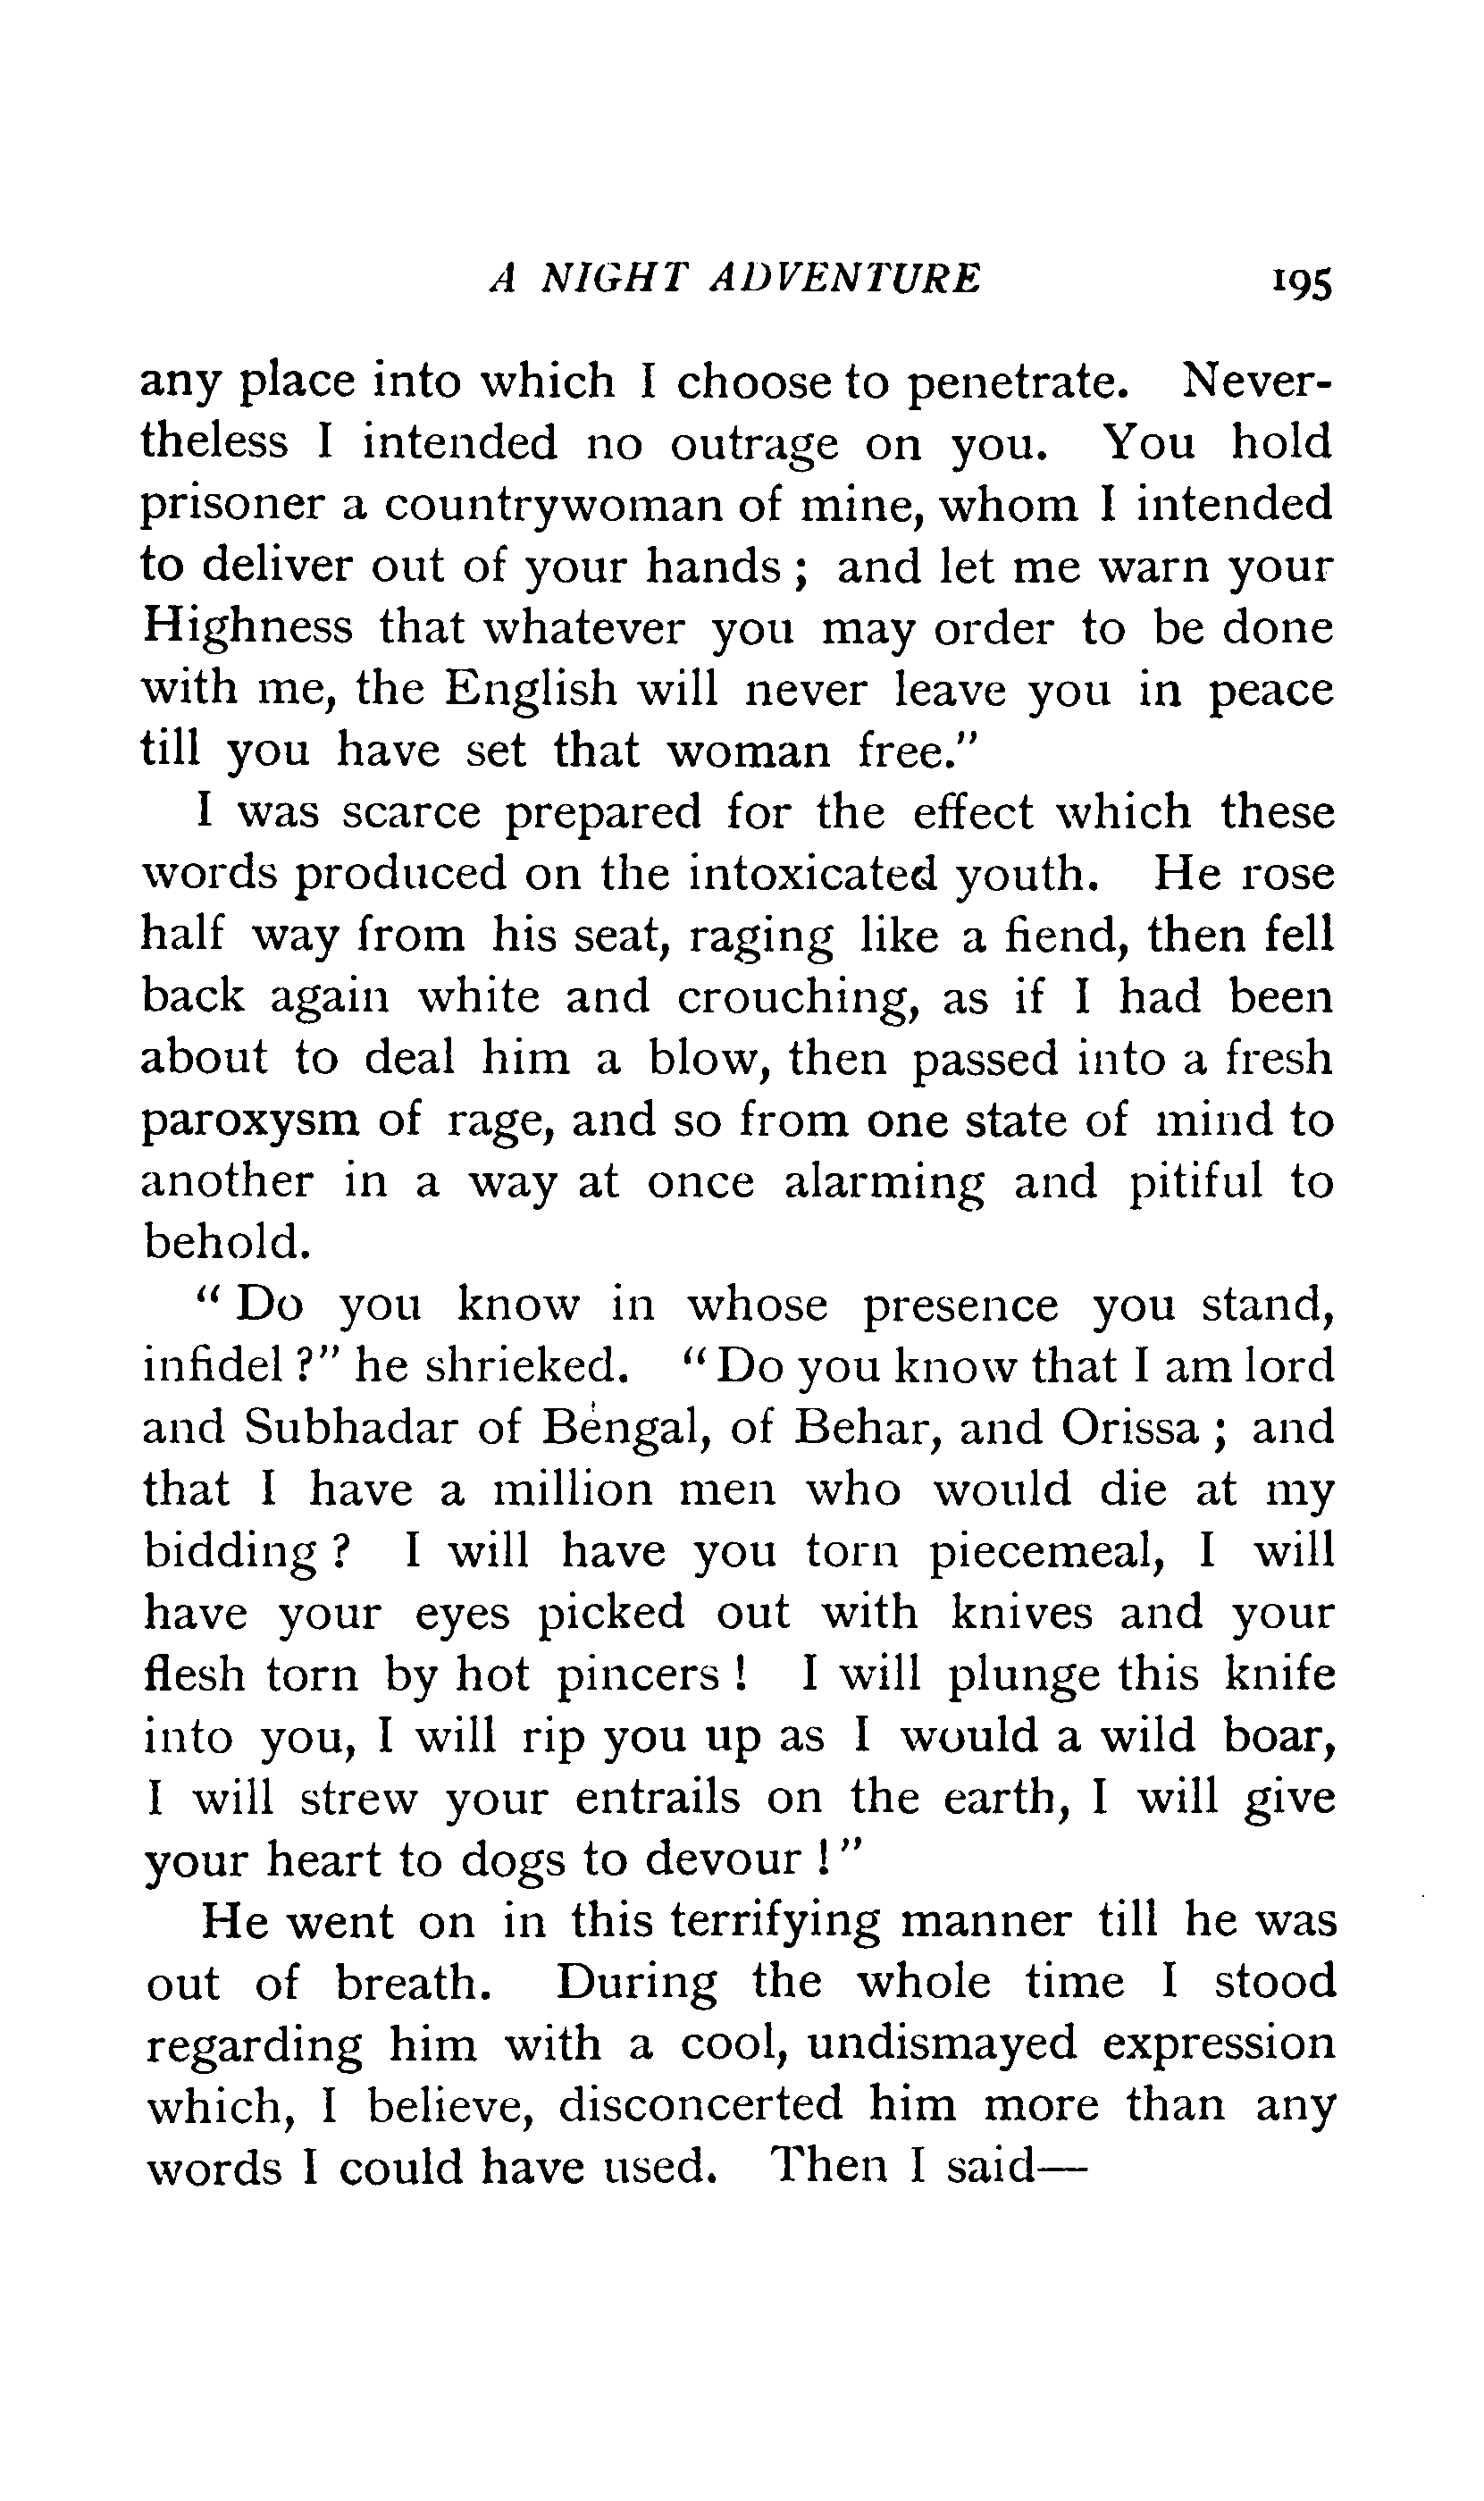 A NIGHT ADVENTURE 195
any place into which I choose to penetrate. Never-
theless I intended no outrage on you. You hold
prisoner a countrywoman of mine, whom I intended
to deliver out of your hands ; and let me warn your
Highness that whatever you may order to be done
with me, the English will never leave you in peace
till you have set that woman free."
I was scarce prepared for the effect which these
words produced on the intoxicated youth. He rose
half way from his seat, raging like a fiend, then fell
back again white and crouching, as if I had been
about to deal him a blow, then passed into a fresh
paroxysm of rage, and so from one state of mind to
another in a way at once alarming and pitiful to
behold.
" Do you know in whose presence you stand,
infidel ?" he shrieked. " Do you know that I am lord
and Subhadar of Bengal, of Behar, and Orissa ; and
that I have a million men who would die at my
bidding ? I will have you torn piecemeal, I will
have your eyes picked out with knives and your
flesh torn by hot pincers ! I will plunge this knife
into you, I will rip you up as I would a wild boar,
I will strew your entrails on the earth, I will give
your heart to dogs to devour ! "
He went on in this terrifying manner till he was
out of breath. During the whole time I stood
regarding him with a cool, undismayed expression
which, I believe, disconcerted him more than any
words I could have used. Then I said—